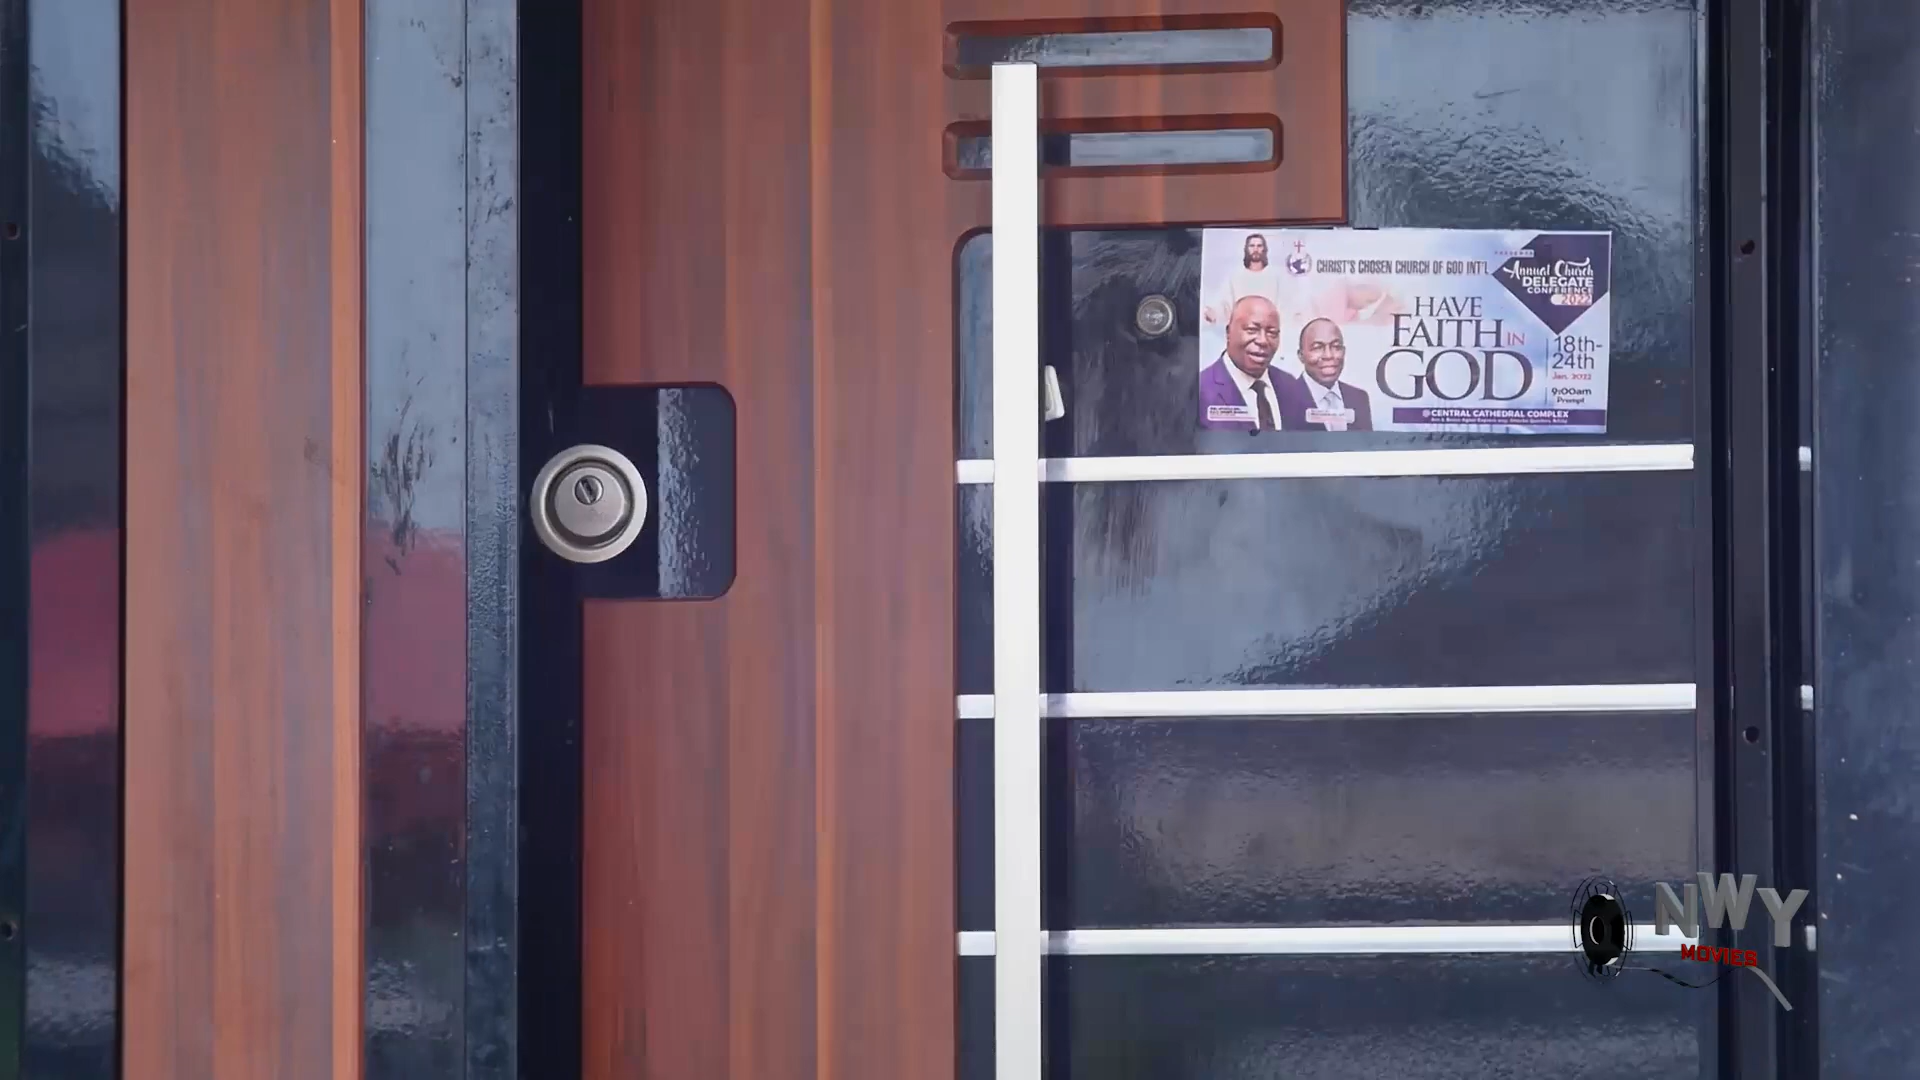 CHRIST'S CHOSEN CHURCH OF GOD INT'L
PRESENTS
Annual Church
DELEGATE
CONFERENCE
2022
HAVE
FAITH IN
GOD
18th-
24th
Jan. 2022
9:00am
Prompt
@CENTRAL CATHEDRAL COMPLEX
NWY
MOVIES